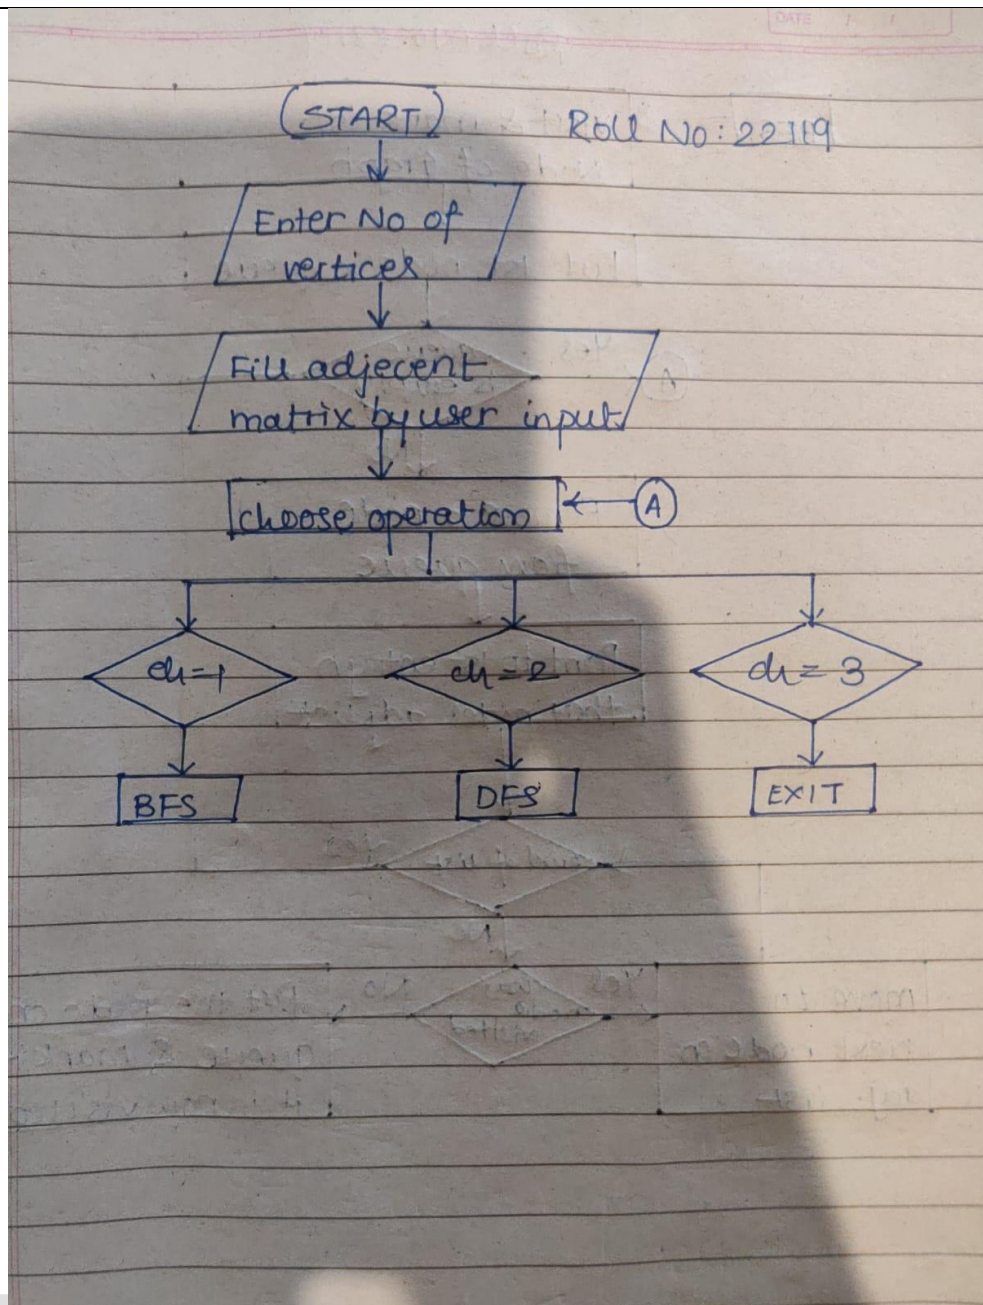 DATE
START
Roll No: 22119
Enter No of
vertices
Fill adjecent
matrix by user input
choose operation
A
ch=1
ch=2
ch=3
BFS
DFS
EXIT